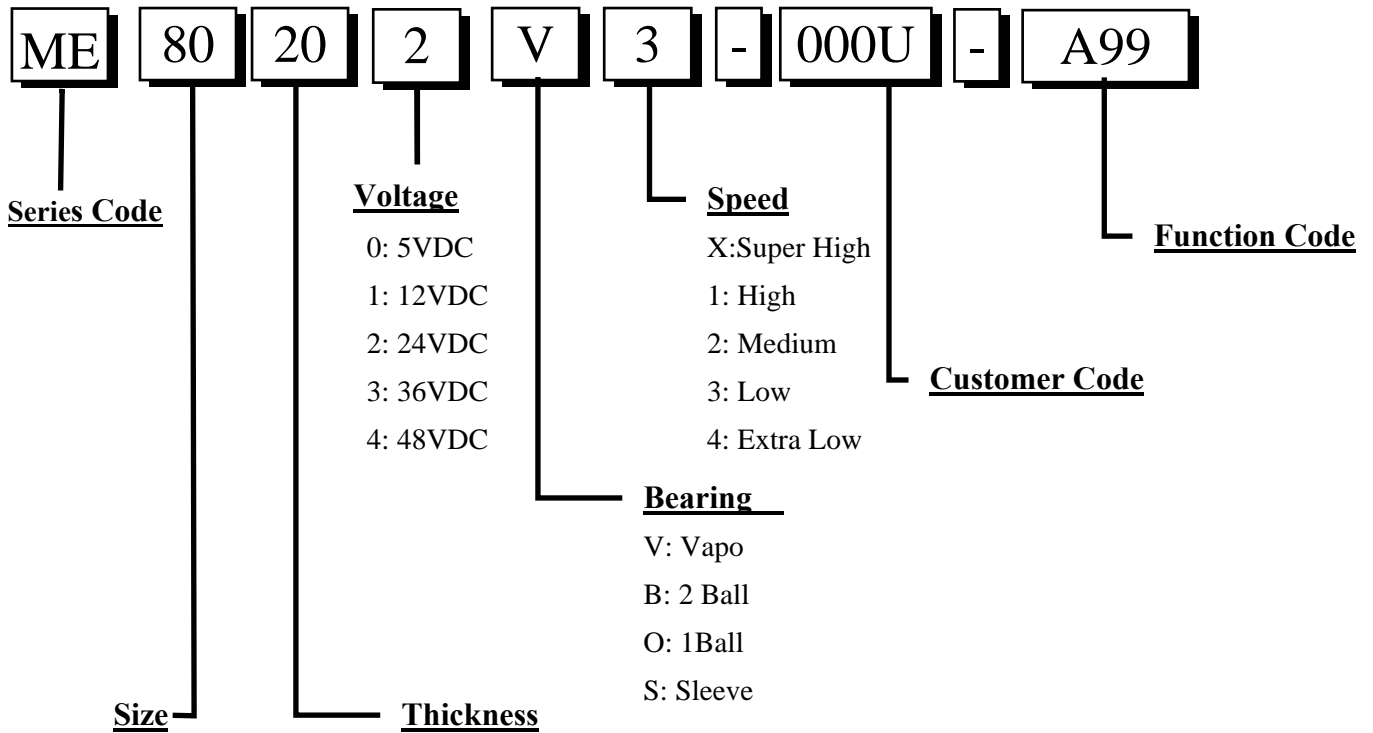 ME 80 20 2 V 3 - 000U - A99
Series Code
Voltage
0: 5VDC
1: 12VDC
2: 24VDC
3: 36VDC
4: 48VDC
Speed
X:Super High
1: High
2: Medium
3: Low
4: Extra Low
Function Code
Customer Code
Bearing
V: Vapo
B: 2 Ball
O: 1Ball
S: Sleeve
Size
Thickness